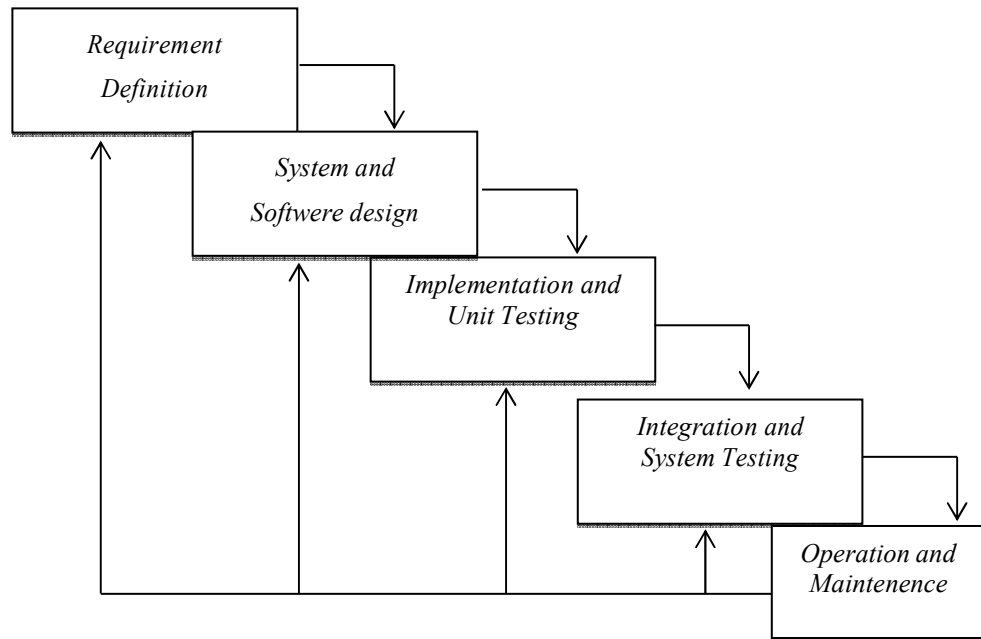 Requirement
Definition
System and
Softwere design
Implementation and
Unit Testing
Integration and
System Testing
Operation and
Maintenence